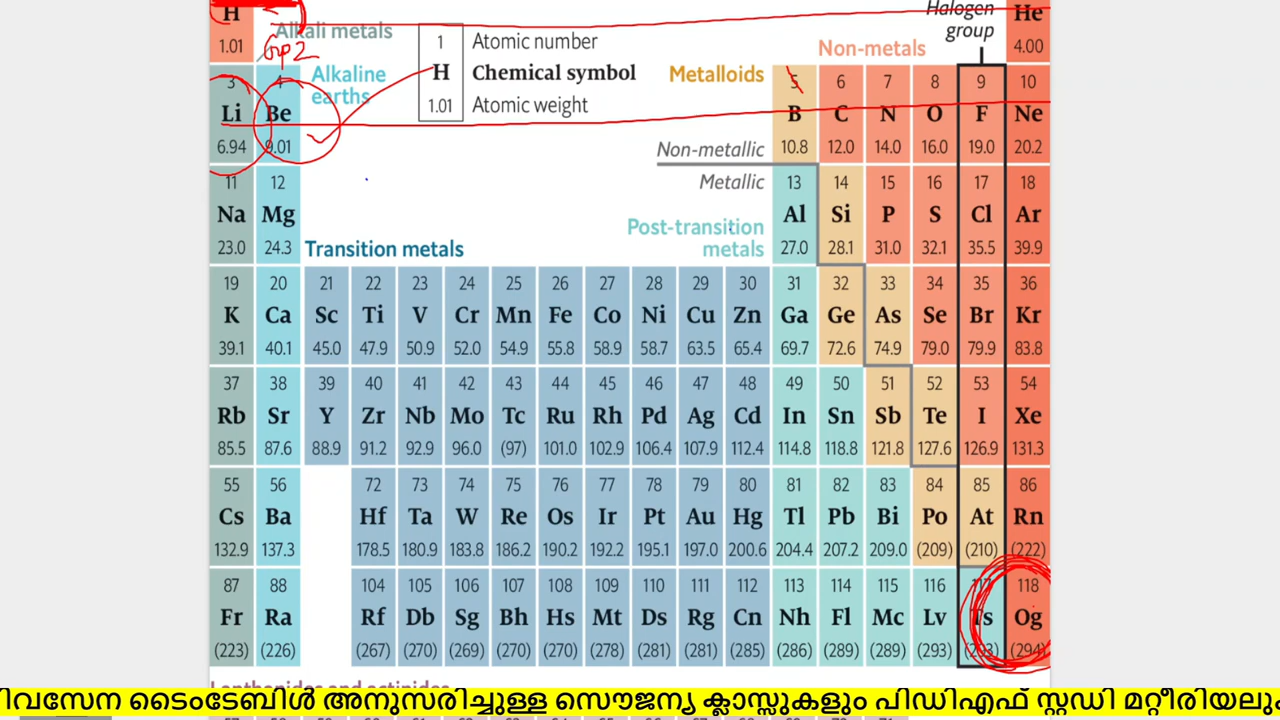 H
Alkali metals
1 Atomic number
Halogen group
He
1.01
Gp 2
Non-metals
4.00
3
4
Alkaline earths
H Chemical symbol
Metalloids
5 6 7 8 9 10
Li Be
1.01 Atomic weight
B C N O F Ne
6.94 9.01
Non-metallic
10.8 12.0 14.0 16.0 19.0 20.2
11 12
Metallic
13 14 15 16 17 18
Na Mg
Post-transition metals
Al Si P S Cl Ar
23.0 24.3
Transition metals
27.0 28.1 31.0 32.1 35.5 39.9
19 20 21 22 23 24 25 26 27 28 29 30 31 32 33 34 35 36
K Ca Sc Ti V Cr Mn Fe Co Ni Cu Zn Ga Ge As Se Br Kr
39.1 40.1 45.0 47.9 50.9 52.0 54.9 55.8 58.9 58.7 63.5 65.4 69.7 72.6 74.9 79.0 79.9 83.8
37 38 39 40 41 42 43 44 45 46 47 48 49 50 51 52 53 54
Rb Sr Y Zr Nb Mo Tc Ru Rh Pd Ag Cd In Sn Sb Te I Xe
85.5 87.6 88.9 91.2 92.9 96.0 (97) 101.0 102.9 106.4 107.9 112.4 114.8 118.8 121.8 127.6 126.9 131.3
55 56 72 73 74 75 76 77 78 79 80 81 82 83 84 85 86
Cs Ba Hf Ta W Re Os Ir Pt Au Hg Tl Pb Bi Po At Rn
132.9 137.3 178.5 180.9 183.8 186.2 190.2 192.2 195.1 197.0 200.6 204.4 207.2 209.0 (209) (210) (222)
87 88 104 105 106 107 108 109 110 111 112 113 114 115 116 117 118
Fr Ra Rf Db Sg Bh Hs Mt Ds Rg Cn Nh Fl Mc Lv Ts Og
(223) (226) (267) (270) (269) (270) (270) (278) (281) (281) (285) (286) (289) (289) (293) (293) (294)
Lanthanides and actinides
ിവസേന ടൈംടേബിൾ അനുസരിച്ചുള്ള സൌജന്യ ക്ലാസ്സുകളും പിഡിഎഫ് സ്റ്റഡി മറ്റീരിയലും